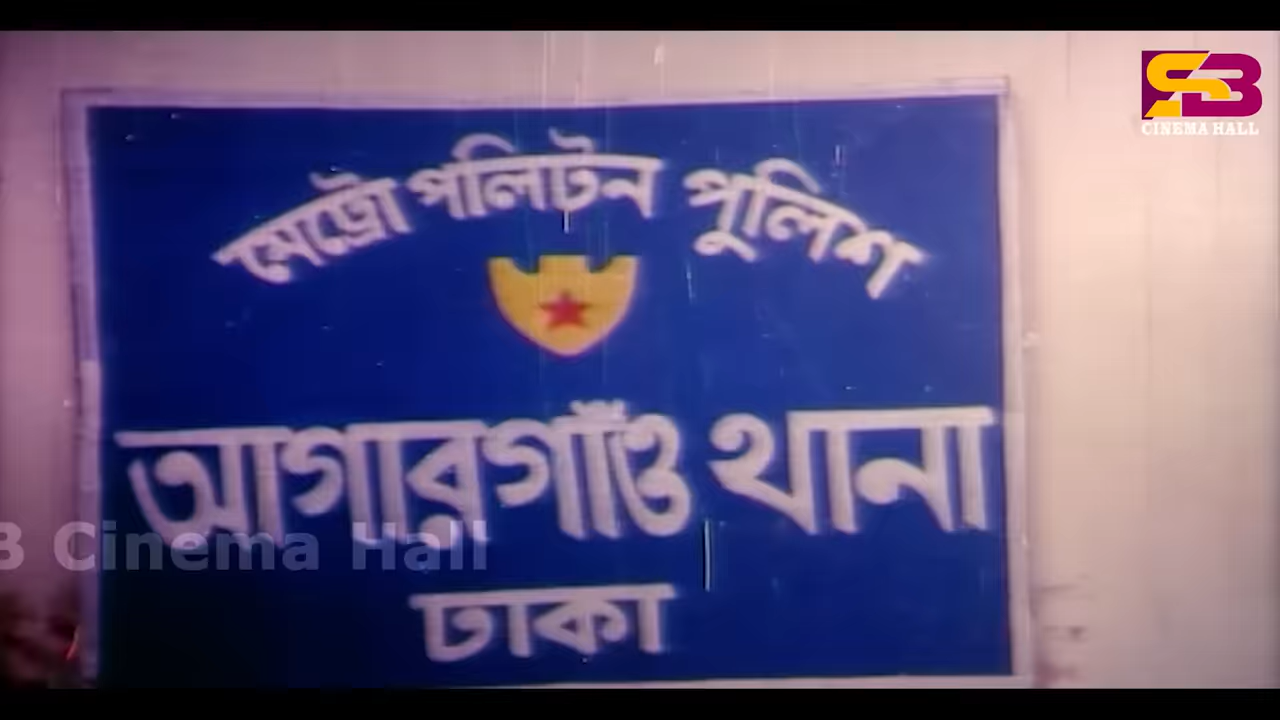 SB
CINEMA HALL
মেট্রো পলিটন পুলিশ
আগারগাঁও থানা
B Cinema Hall
ঢাকা